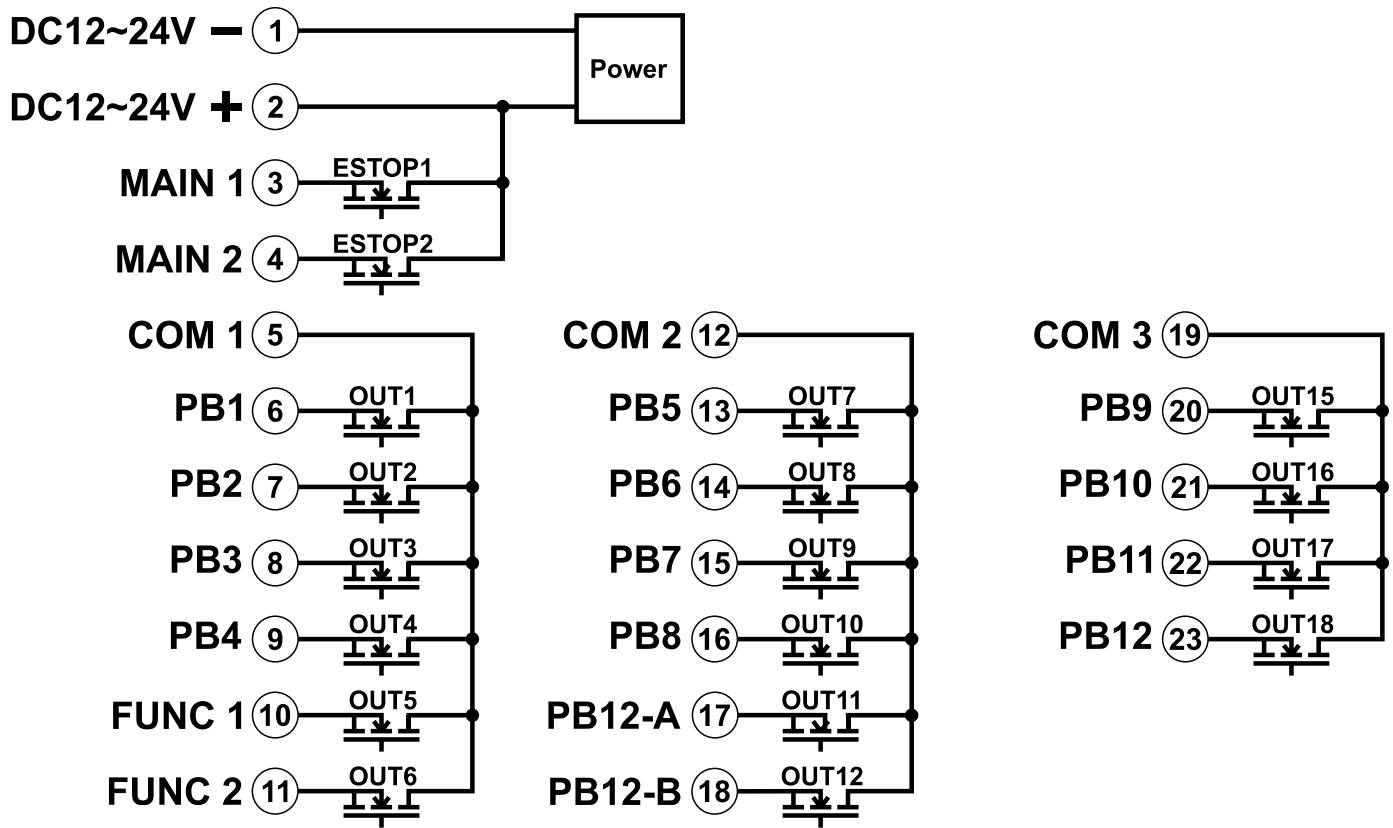 DC12~24V − 1
Power
DC12~24V + 2
MAIN 1 3 ESTOP1
MAIN 2 4 ESTOP2
COM 1 5
PB1 6 OUT1
PB2 7 OUT2
PB3 8 OUT3
PB4 9 OUT4
FUNC 1 10 OUT5
FUNC 2 11 OUT6
COM 2 12
PB5 13 OUT7
PB6 14 OUT8
PB7 15 OUT9
PB8 16 OUT10
PB12-A 17 OUT11
PB12-B 18 OUT12
COM 3 19
PB9 20 OUT15
PB10 21 OUT16
PB11 22 OUT17
PB12 23 OUT18